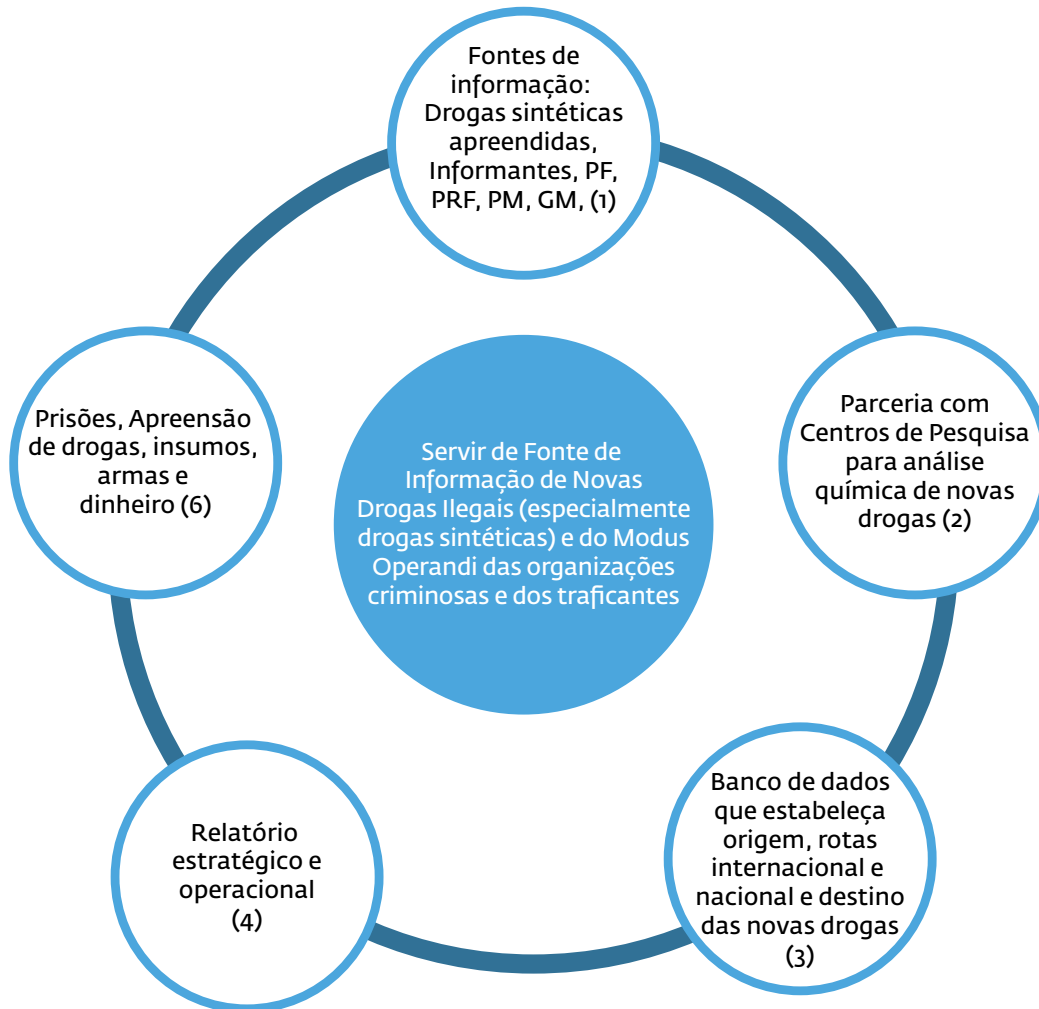 Fontes de
informação:
Drogas sintéticas
apreendidas,
Informantes, PF,
PRF, PM, GM, (1)
Parceria com
Centros de Pesquisa
para análise
química de novas
drogas (2)
Banco de dados
que estabeleça
origem, rotas
internacional e
nacional e destino
das novas drogas
(3)
Relatório
estratégico e
operacional
(4)
Prisões, Apreensão
de drogas, insumos,
armas e
dinheiro (6)
Servir de Fonte de
Informação de Novas
Drogas Ilegais (especialmente
drogas sintéticas) e do Modus
Operandi das organizações
criminosas e dos traficantes